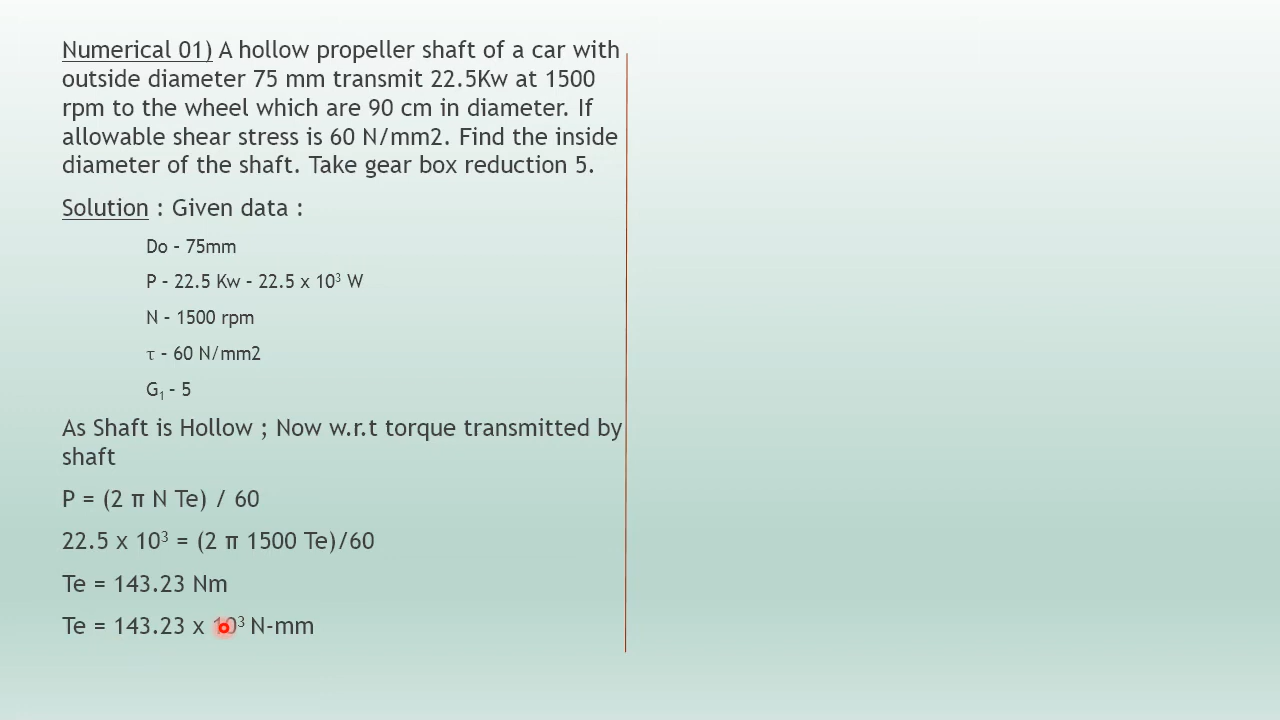 Numerical 01) A hollow propeller shaft of a car with
outside diameter 75 mm transmit 22.5Kw at 1500
rpm to the wheel which are 90 cm in diameter. If
allowable shear stress is 60 N/mm2. Find the inside
diameter of the shaft. Take gear box reduction 5.
Solution : Given data :
Do – 75mm
P – 22.5 Kw – 22.5 x 10³ W
N – 1500 rpm
τ – 60 N/mm2
G₁ – 5
As Shaft is Hollow ; Now w.r.t torque transmitted by
shaft
P = (2 π N Te) / 60
22.5 x 10³ = (2 π 1500 Te)/60
Te = 143.23 Nm
Te = 143.23 x 10³ N-mm